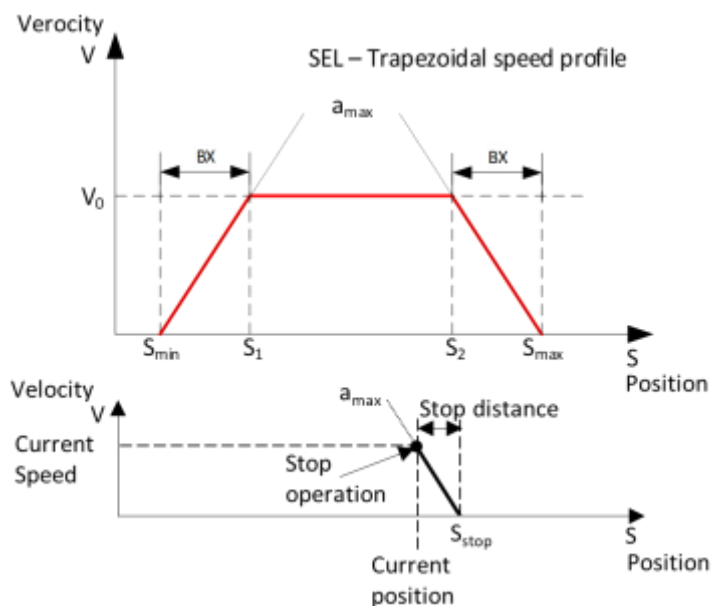 Verocity
V
SEL – Trapezoidal speed profile
amax
BX
BX
V0
Smin
S1
S2
Smax
S
Position
Velocity
V
amax
Stop distance
Current
Speed
Stop
operation
Sstop
S
Position
Current
position